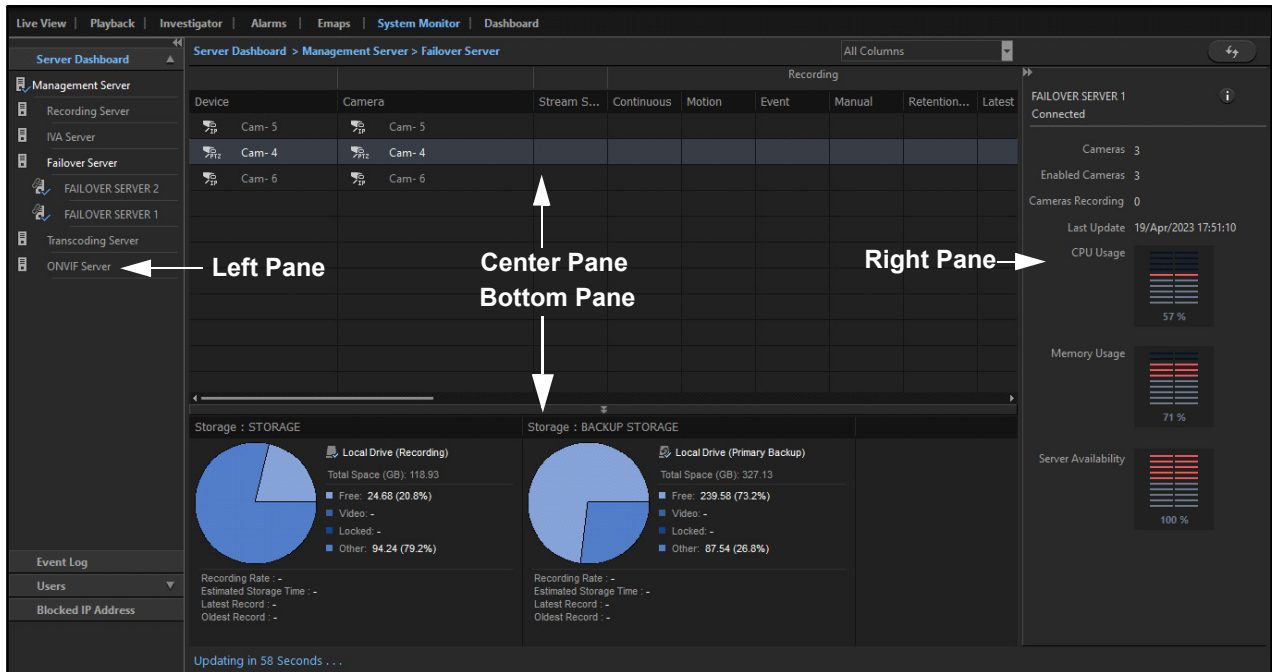 Live View | Playback | Investigator | Alarms | Emaps | System Monitor | Dashboard
Server Dashboard
Management Server
Recording Server
IVA Server
Failover Server
FAILOVER SERVER 2
FAILOVER SERVER 1
Transcoding Server
ONVIF Server
Left Pane
Event Log
Users
Blocked IP Address
Server Dashboard > Management Server > Failover Server
All Columns
Recording
Device Camera Stream S... Continuous Motion Event Manual Retention... Latest
IP Cam- 5 IP Cam- 5
PTZ Cam- 4 PTZ Cam- 4
IP Cam- 6 IP Cam- 6
Center Pane
Bottom Pane
Right Pane
Storage : STORAGE
Local Drive (Recording)
Total Space (GB): 118.93
Free: 24.68 (20.8%)
Video: -
Locked: -
Other: 94.24 (79.2%)
Recording Rate : -
Estimated Storage Time : -
Latest Record : -
Oldest Record : -
Storage : BACKUP STORAGE
Local Drive (Primary Backup)
Total Space (GB): 327.13
Free: 239.58 (73.2%)
Video: -
Locked: -
Other: 87.54 (26.8%)
Recording Rate : -
Estimated Storage Time : -
Latest Record : -
Oldest Record : -
Updating in 58 Seconds . . .
FAILOVER SERVER 1
i
Connected
Cameras 3
Enabled Cameras 3
Cameras Recording 0
Last Update 19/Apr/2023 17:51:10
CPU Usage
57 %
Memory Usage
71 %
Server Availability
100 %